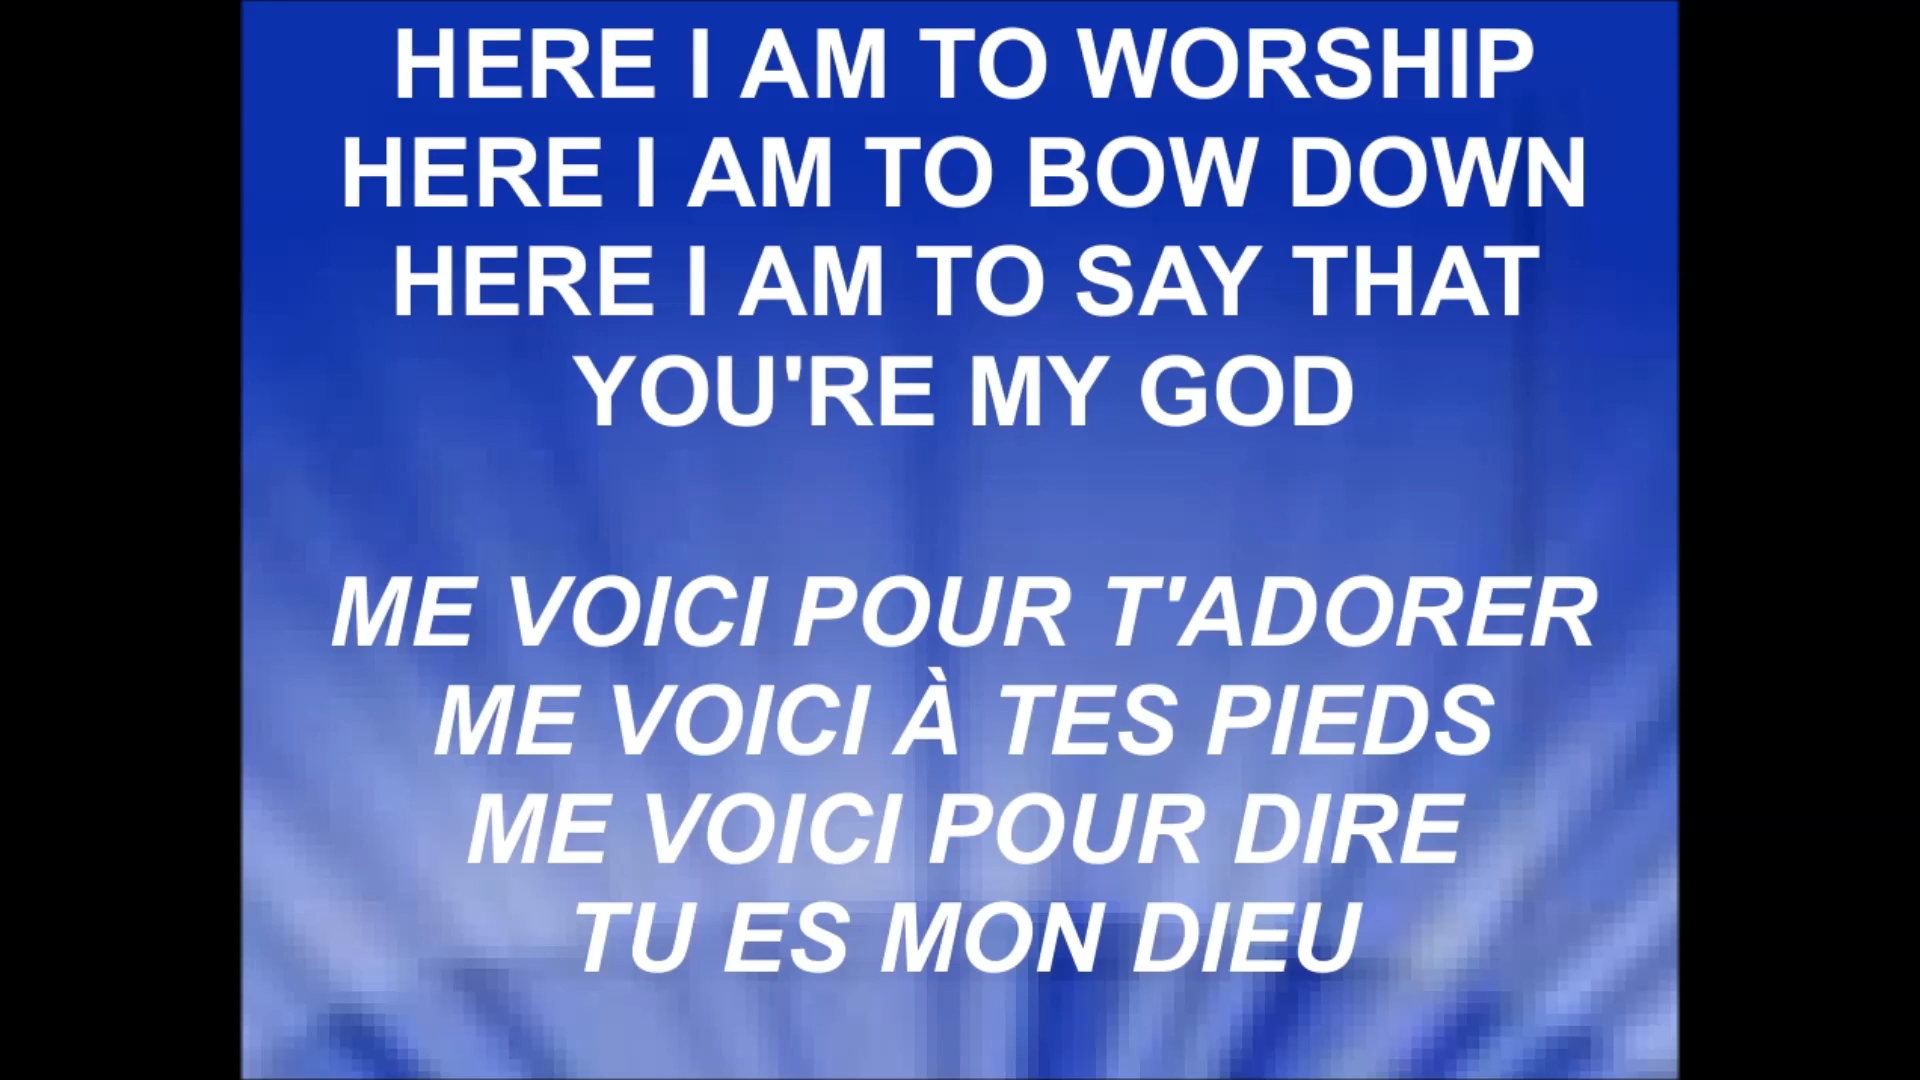 HERE I AM TO WORSHIP
HERE I AM TO BOW DOWN
HERE I AM TO SAY THAT
YOU'RE MY GOD
ME VOICI POUR T'ADORER
ME VOICI À TES PIEDS
ME VOICI POUR DIRE
TU ES MON DIEU